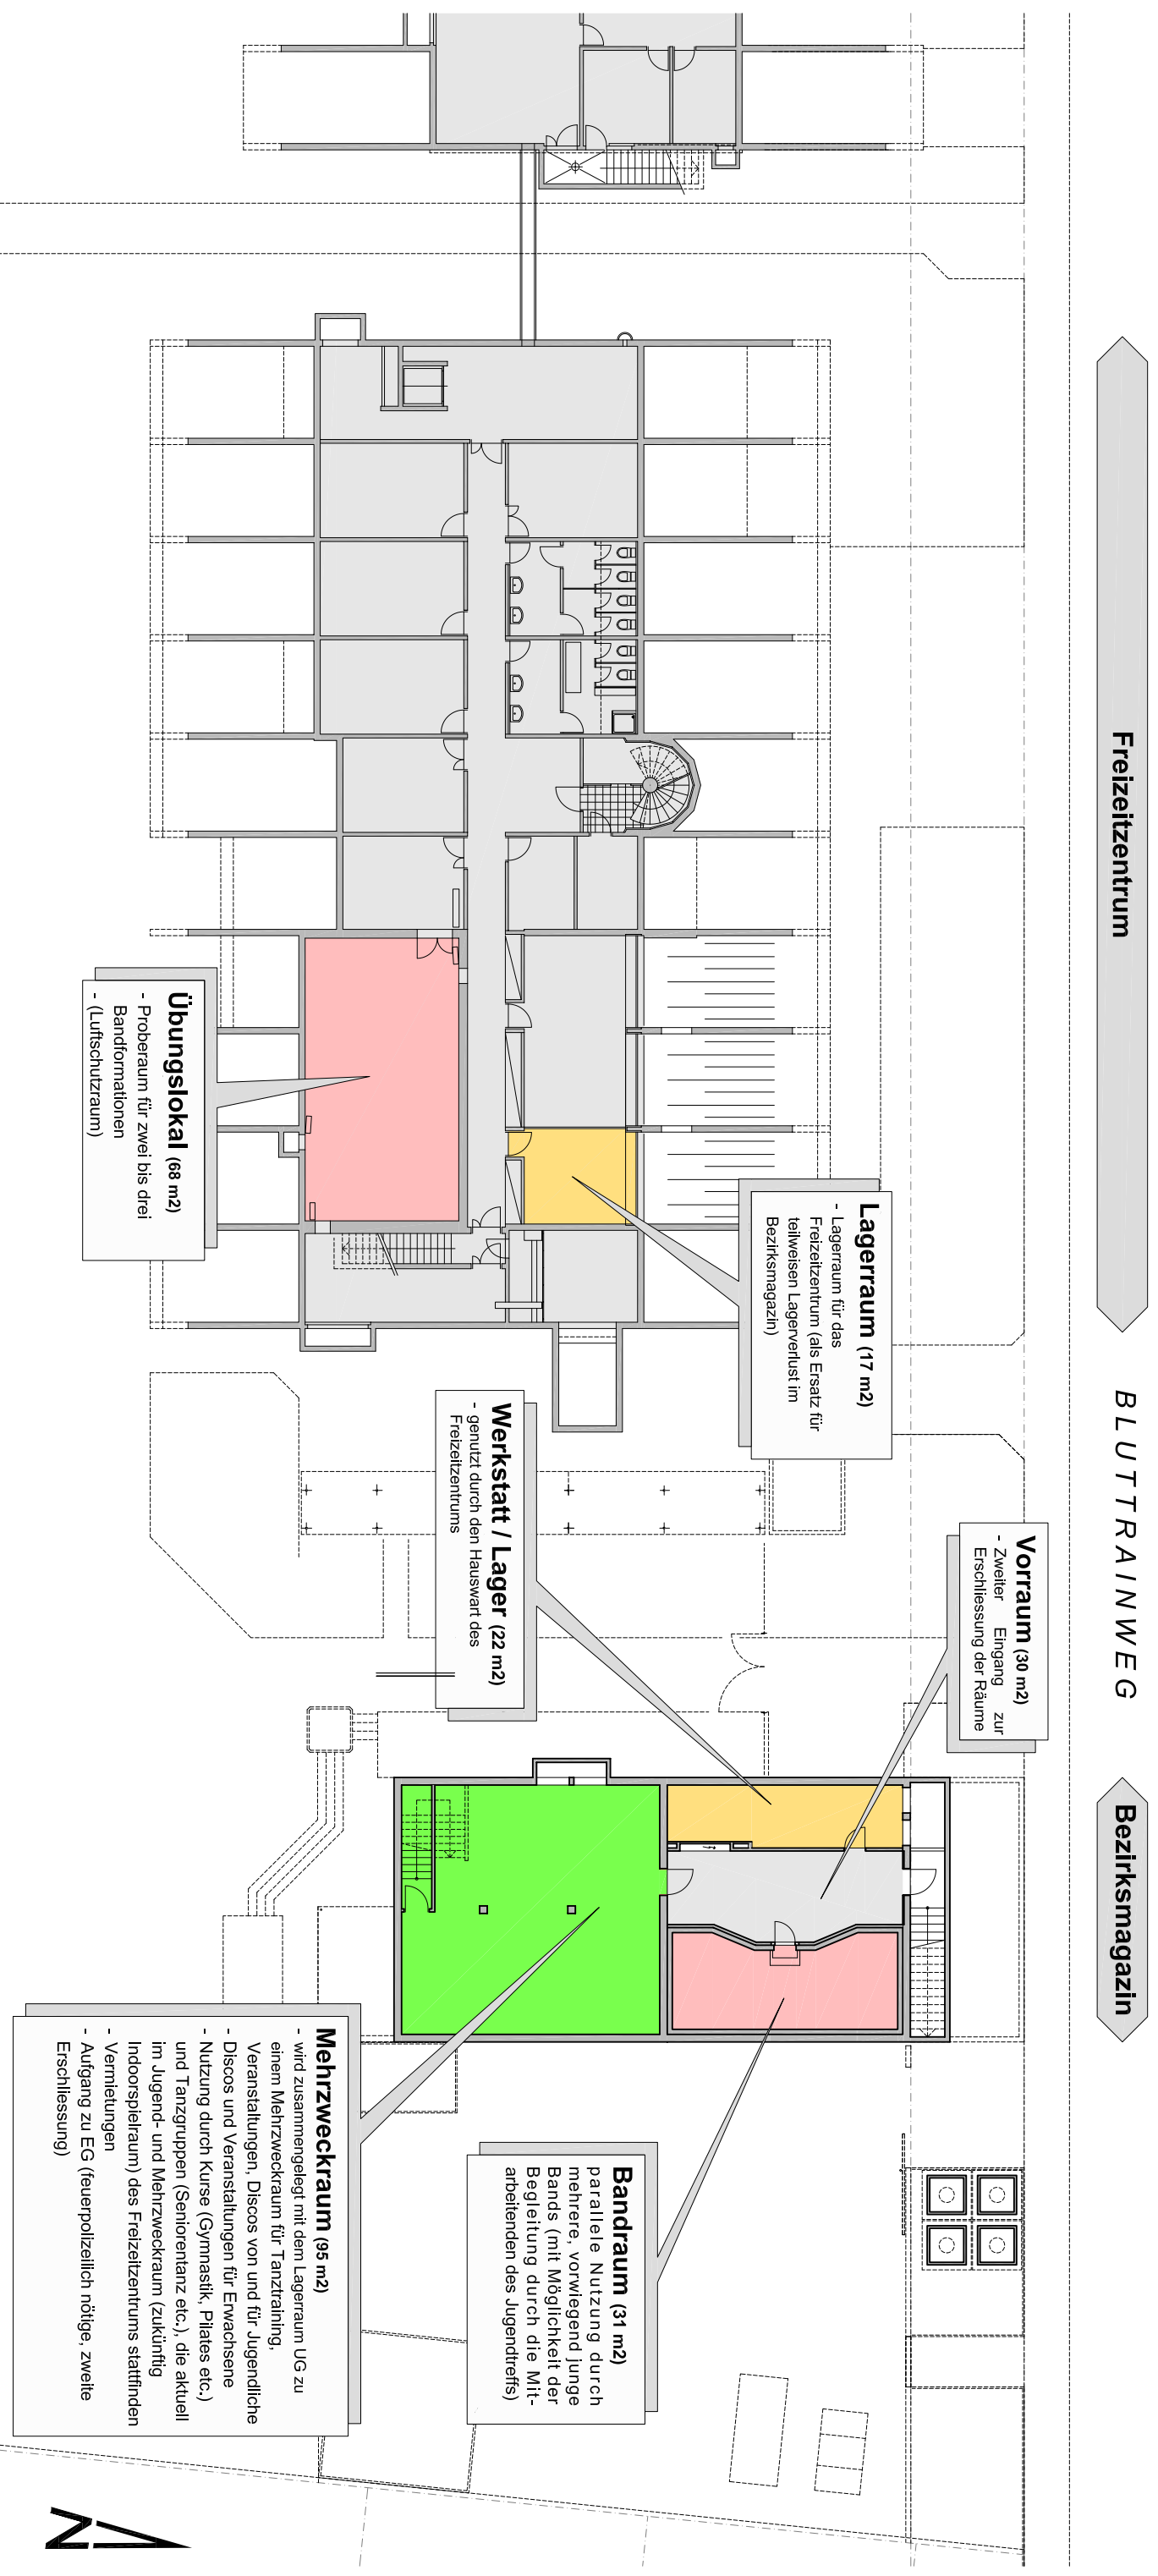 Freizeitzentrum
BLUTTRAINWEG
Bezirksmagazin
Vorraum (30 m2)
- Zweiter Eingang zur
Erschliessung der Räume
Lagerraum (17 m2)
- Lagerraum für das
Freizeitzentrum (als Ersatz für
teilweisen Lagerverlust im
Bezirksmagazin)
Werkstatt / Lager (22 m2)
- genutzt durch den Hauswart des
Freizeitzentrums
Bandraum (31 m2)
parallele Nutzung durch
mehrere, vorwiegend junge
Bands (mit Möglichkeit der
Begleitung durch die Mit-
arbeitenden des Jugendtreffs)
Übungslokal (68 m2)
- Proberaum für zwei bis drei
Bandformationen
- (Luftschutzraum)
Mehrzweckraum (95 m2)
- wird zusammengelegt mit dem Lagerraum UG zu
einem Mehrzweckraum für Tanztraining,
Veranstaltungen, Discos von und für Jugendliche
- Discos und Veranstaltungen für Erwachsene
- Nutzung durch Kurse (Gymnastik, Pilates etc.)
und Tanzgruppen (Seniorentanz etc.), die aktuell
im Jugend- und Mehrzweckraum (zukünftig
Indoorspielraum) des Freizeitzentrums stattfinden
- Vermietungen
- Aufgang zu EG (feuerpolizeilich nötige, zweite
Erschliessung)
N